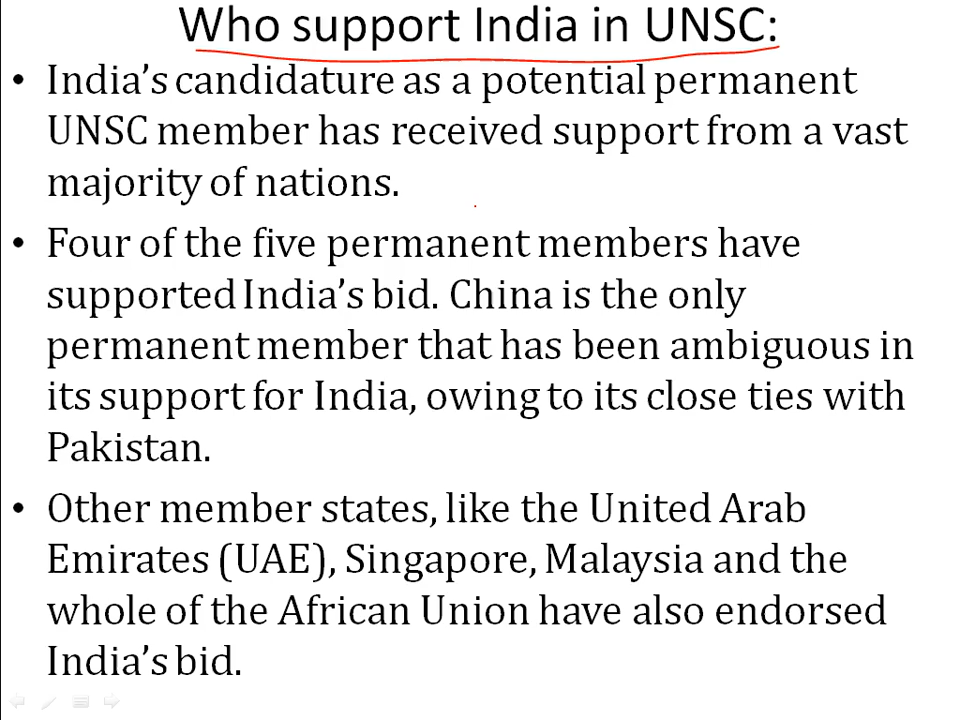 Who support India in UNSC:
• India’s candidature as a potential permanent
UNSC member has received support from a vast
majority of nations.
• Four of the five permanent members have
supported India’s bid. China is the only
permanent member that has been ambiguous in
its support for India, owing to its close ties with
Pakistan.
• Other member states, like the United Arab
Emirates (UAE), Singapore, Malaysia and the
whole of the African Union have also endorsed
India’s bid.